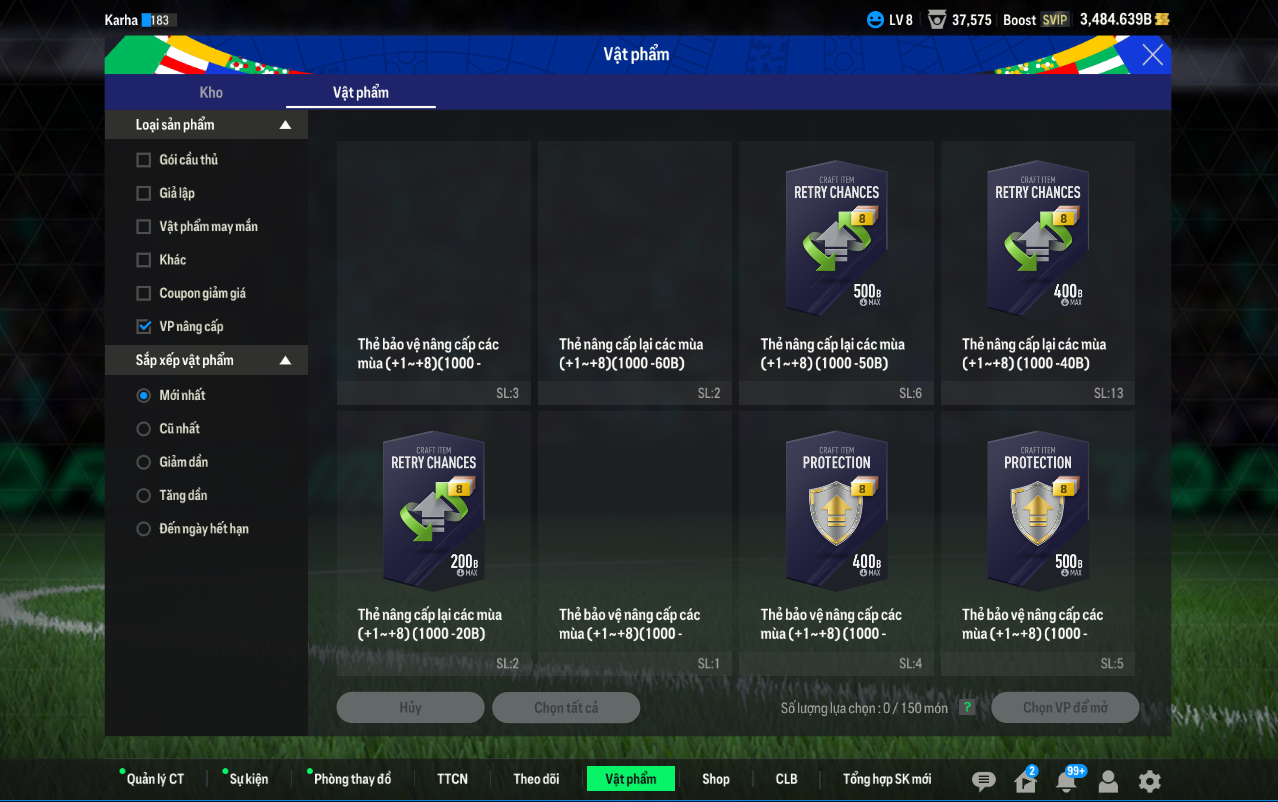 Karha 183
LV 8 37,575 Boost SVIP 3,484.639B
Vật phẩm
Kho Vật phẩm
Loại sản phẩm
Gói cầu thủ
Giả lập
Vật phẩm may mắn
Khác
Coupon giảm giá
VP nâng cấp
Sắp xếp vật phẩm
Mới nhất
Cũ nhất
Giảm dần
Tăng dần
Đến ngày hết hạn
Thẻ bảo vệ nâng cấp các
mùa (+1~+8)(1000 -
SL:3
Thẻ nâng cấp lại các mùa
(+1~+8)(1000 -60B)
SL:2
CRAFT ITEM
RETRY CHANCES
8
500B
MAX
Thẻ nâng cấp lại các mùa
(+1~+8) (1000 -50B)
SL:6
CRAFT ITEM
RETRY CHANCES
8
400B
MAX
Thẻ nâng cấp lại các mùa
(+1~+8) (1000 -40B)
SL:13
CRAFT ITEM
RETRY CHANCES
8
200B
MAX
Thẻ nâng cấp lại các mùa
(+1~+8) (1000 -20B)
SL:2
Thẻ bảo vệ nâng cấp các
mùa (+1~+8)(1000 -
SL:1
CRAFT ITEM
PROTECTION
8
400B
MAX
Thẻ bảo vệ nâng cấp các
mùa (+1~+8) (1000 -
SL:4
CRAFT ITEM
PROTECTION
8
500B
MAX
Thẻ bảo vệ nâng cấp các
mùa (+1~+8) (1000 -
SL:5
Hủy Chọn tất cả Số lượng lựa chọn : 0 / 150 món ? Chọn VP để mở
Quản lý CT Sự kiện Phòng thay đồ TTCN Theo dõi Vật phẩm Shop CLB Tổng hợp SK mới 2 99+